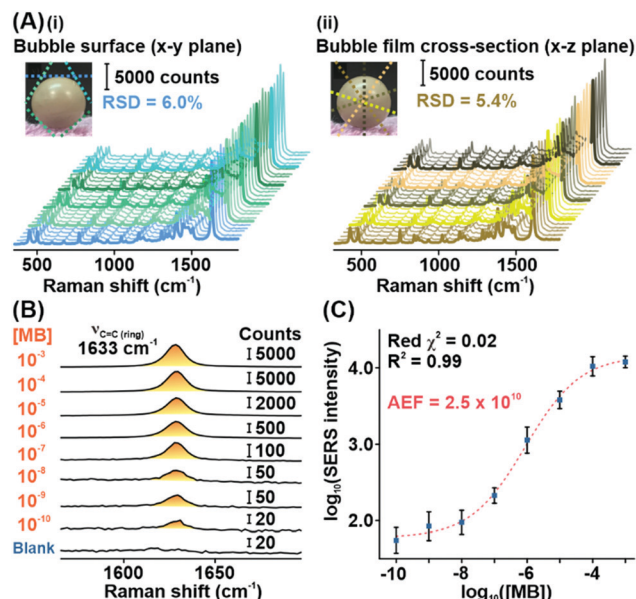 (A)(i)
Bubble surface (x-y plane)
5000 counts
RSD = 6.0%
500 1000 1500
Raman shift (cm⁻¹)
(ii)
Bubble film cross-section (x-z plane)
5000 counts
RSD = 5.4%
500 1000 1500
Raman shift (cm⁻¹)
(B)
[MB]
νC=C (ring)
1633 cm⁻¹
Counts
10⁻³ 5000
10⁻⁴ 5000
10⁻⁵ 2000
10⁻⁶ 500
10⁻⁷ 100
10⁻⁸ 50
10⁻⁹ 50
10⁻¹⁰ 20
Blank 20
1600 1650
Raman shift (cm⁻¹)
(C)
Red χ² = 0.02
R² = 0.99
AEF = 2.5 x 10¹⁰
log₁₀(SERS intensity)
4.0
3.0
2.0
-10 -8 -6 -4 -2
log₁₀([MB])